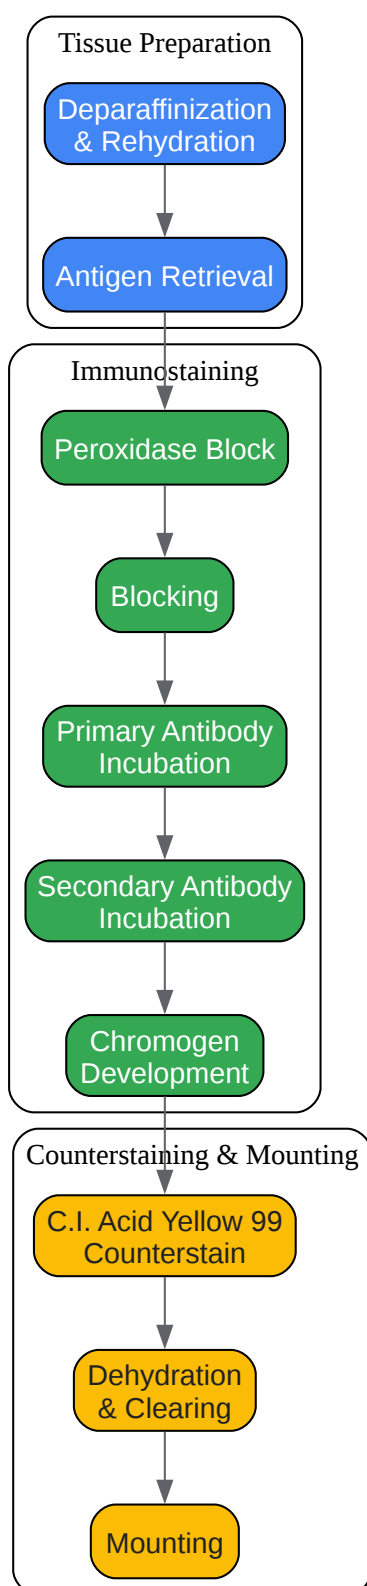 Tissue Preparation
Deparaffinization
& Rehydration
Antigen Retrieval
Immunostaining
Peroxidase Block
Blocking
Primary Antibody
Incubation
Secondary Antibody
Incubation
Chromogen
Development
Counterstaining & Mounting
C.I. Acid Yellow 99
Counterstain
Dehydration
& Clearing
Mounting